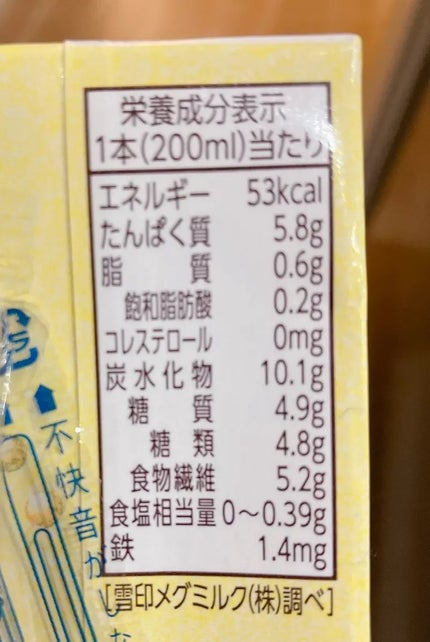 栄養成分表示
1本(200ml)当たり
エネルギー 53kcal
たんぱく質 5.8g
脂質 0.6g
飽和脂肪酸 0.2g
コレステロール 0mg
炭水化物 10.1g
糖質 4.9g
糖類 4.8g
食物繊維 5.2g
食塩相当量 0〜0.39g
鉄 1.4mg
[雪印メグミルク(株)調べ]
不快音が